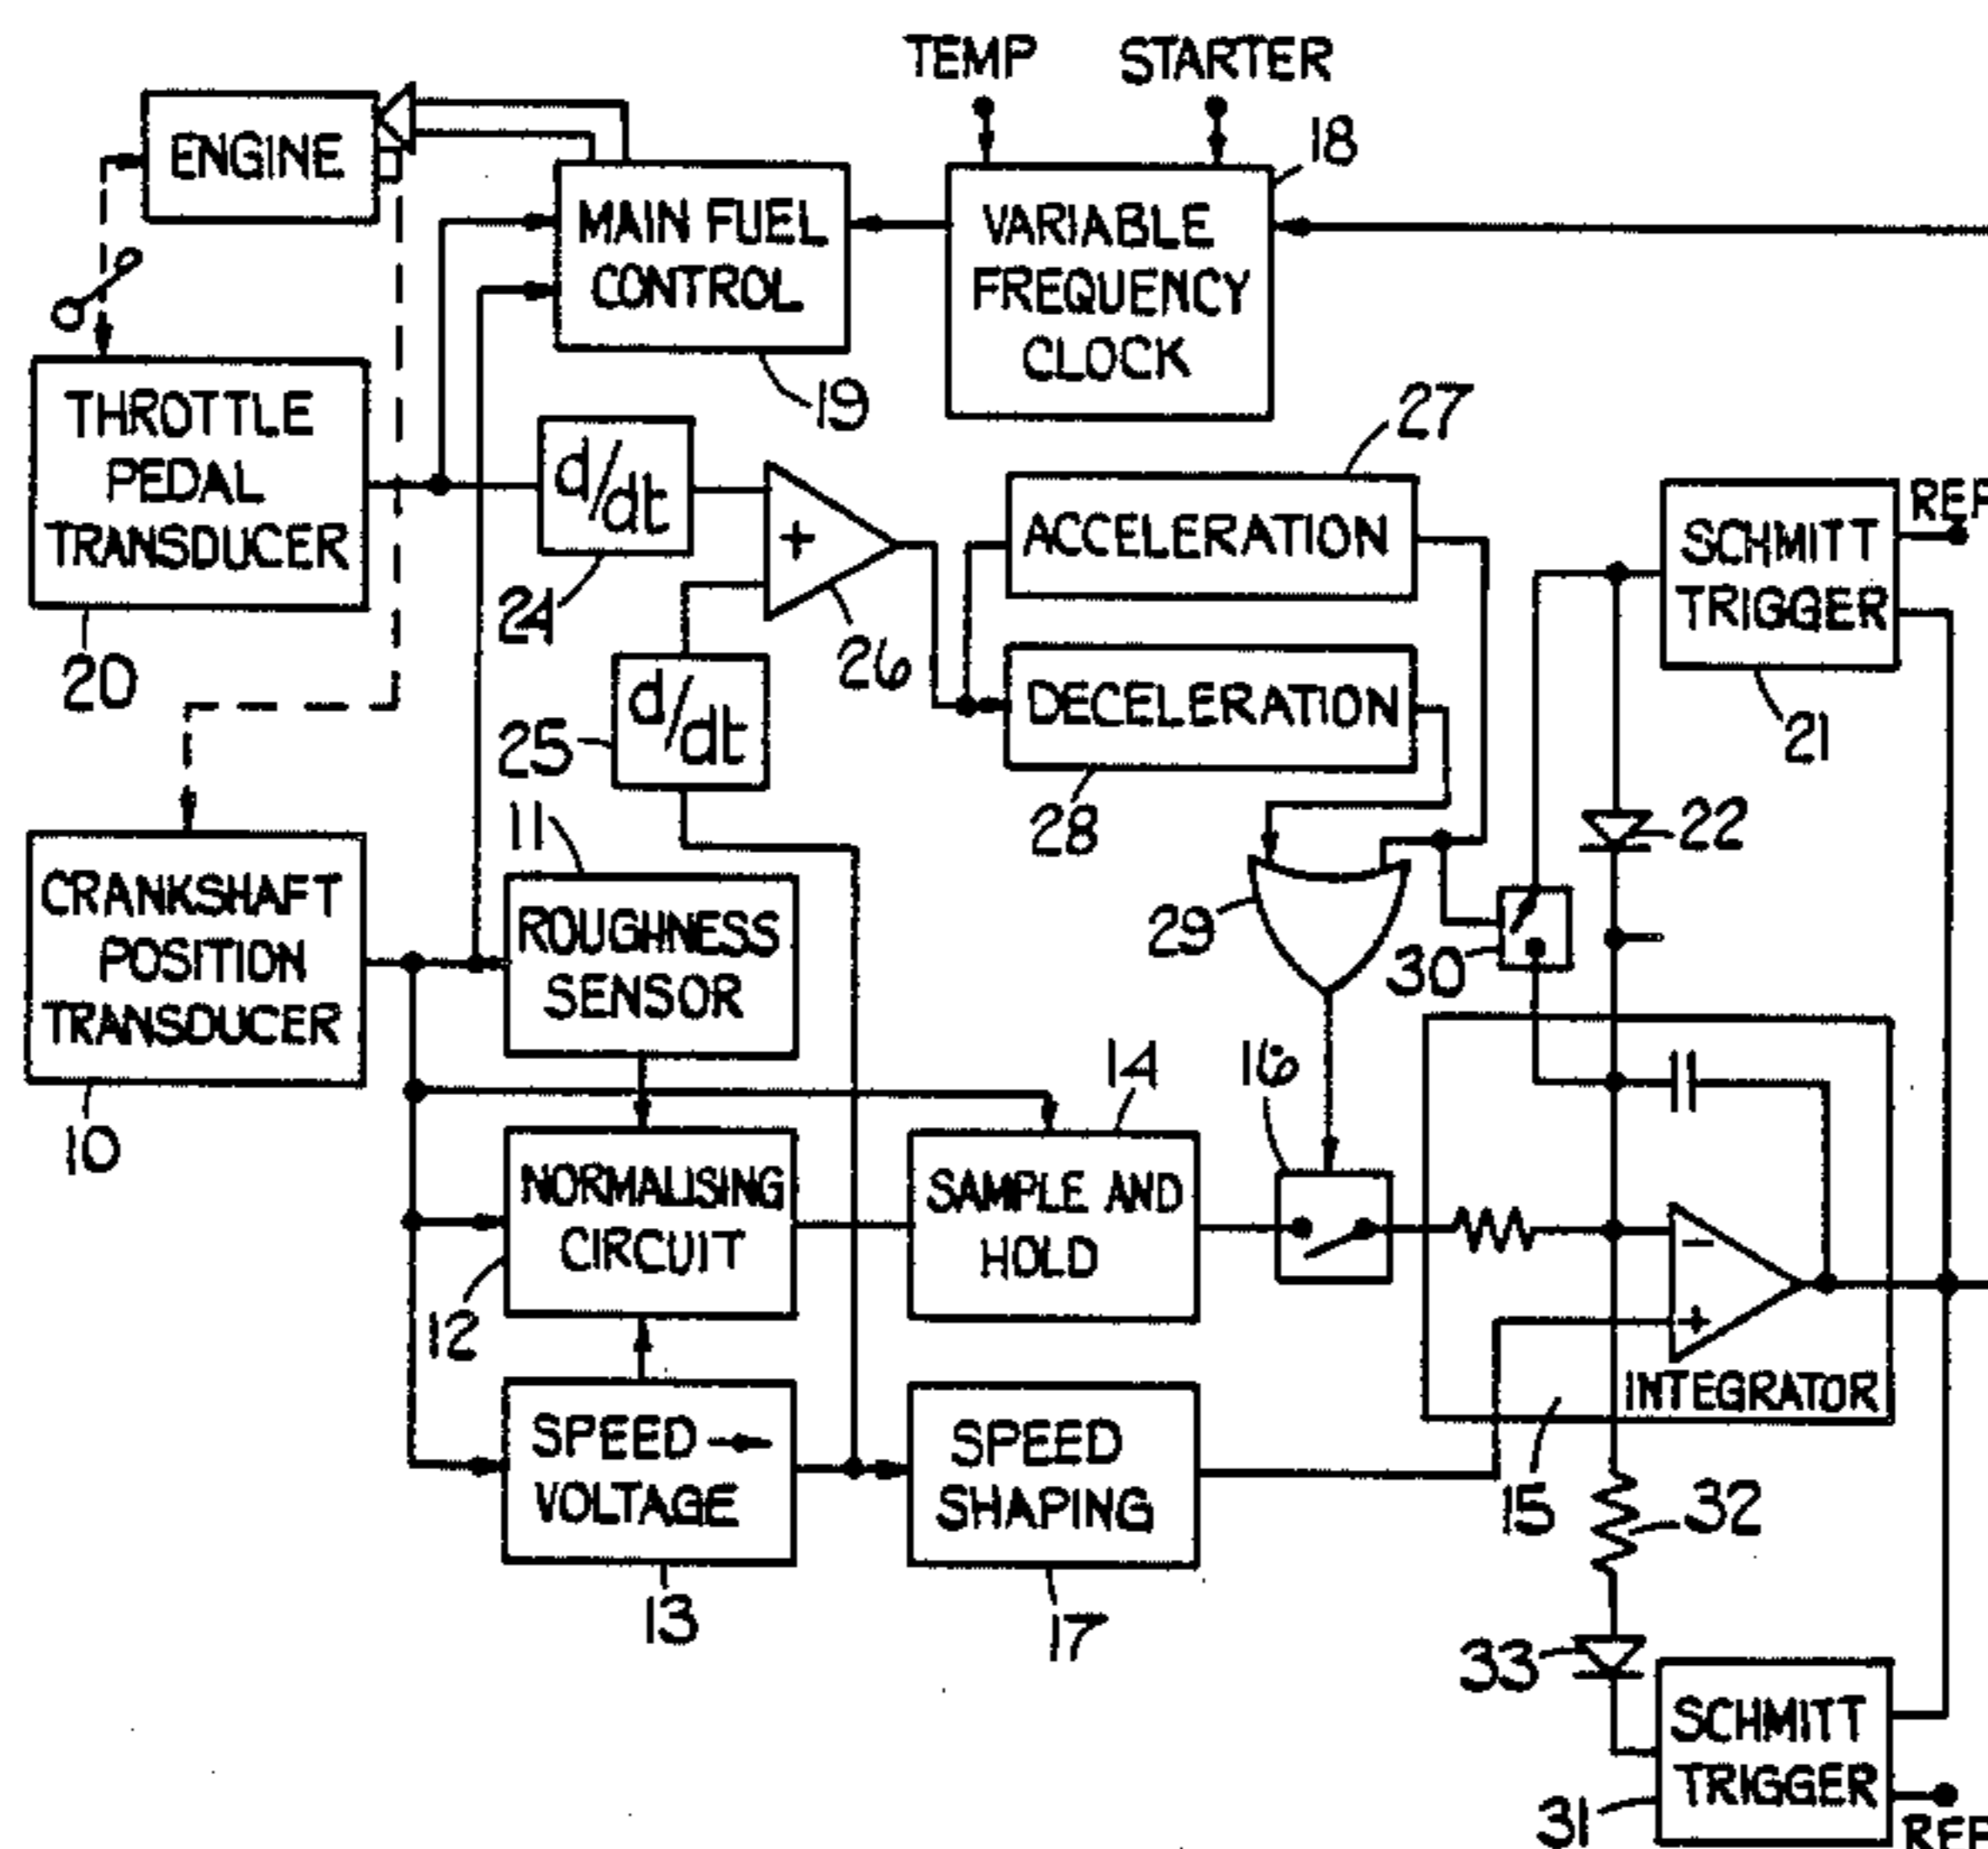 TEMP
STARTER
ENGINE
18
MAIN FUEL
CONTROL
VARIABLE
FREQUENCY
CLOCK
19
THROTTLE
PEDAL
TRANSDUCER
20
d/dt
24
+
26
27
ACCELERATION
DECELERATION
28
SCHMITT
TRIGGER
REF
21
d/dt
25
22
11
CRANKSHAFT
POSITION
TRANSDUCER
10
ROUGHNESS
SENSOR
29
30
14
16
NORMALISING
CIRCUIT
12
SAMPLE AND
HOLD
-
+
INTEGRATOR
15
SPEED
VOLTAGE
13
SPEED
SHAPING
17
32
33
SCHMITT
TRIGGER
31
REF